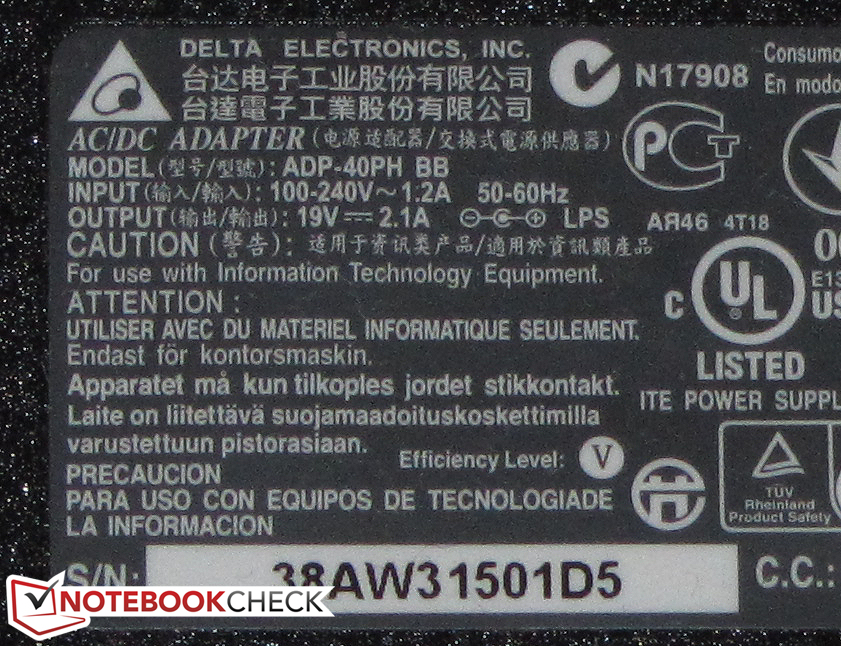 DELTA ELECTRONICS, INC.
台达电子工业股份有限公司
台達電子工業股份有限公司
N17908
Consumo
En modo
AC/DC ADAPTER (电源适配器/交換式電源供應器)
MODEL(型号/型號): ADP-40PH BB
INPUT(输入/輸入): 100-240V~1.2A 50-60Hz
OUTPUT(输出/輸出): 19V⎓2.1A LPS
AR46 4T18
CAUTION (警告): 适用于资讯类产品/適用於資訊類產品
For use with Information Technology Equipment.
ATTENTION :
UTILISER AVEC DU MATERIEL INFORMATIQUE SEULEMENT.
Endast för kontorsmaskin.
Apparatet må kun tilkoples jordet stikkontakt.
Laite on liitettävä suojamaadoituskoskettimilla
varustettuun pistorasiaan.
Efficiency Level: V
PRECAUCION
PARA USO CON EQUIPOS DE TECNOLOGIADE
LA INFORMACION
C UL US
E13
LISTED
ITE POWER SUPPL
TÜV
Rheinland
Product Safety
S/N: 38AW31501D5
C.C.:
NOTEBOOKCHECK